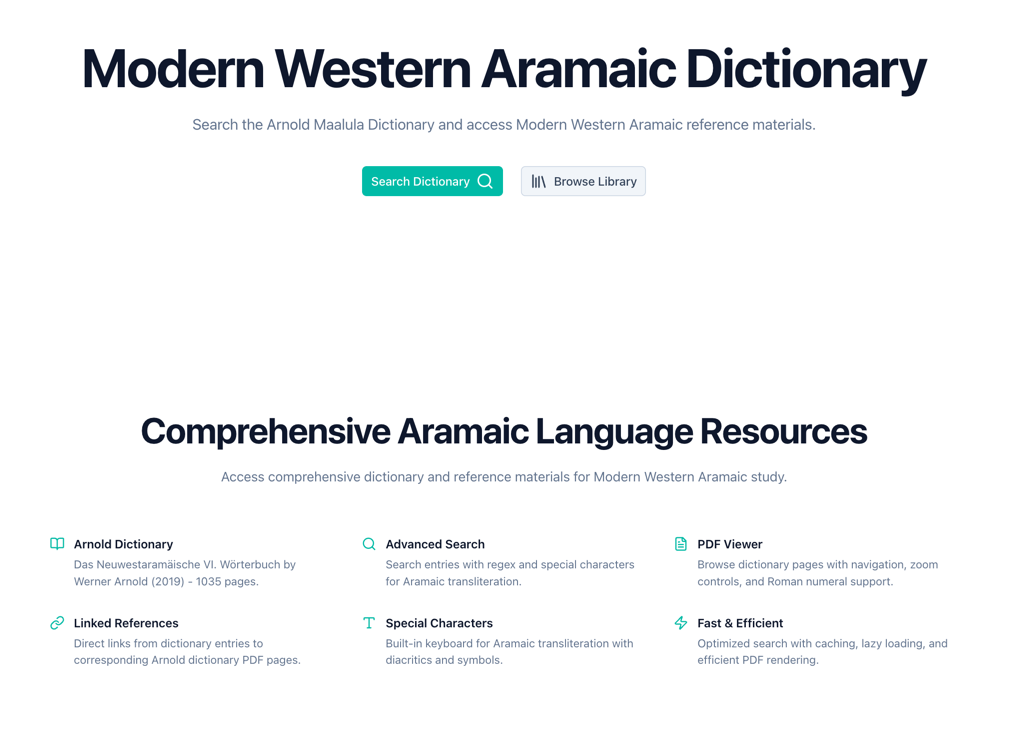 Modern Western Aramaic Dictionary
Search the Arnold Maalula Dictionary and access Modern Western Aramaic reference materials.
Search Dictionary
Browse Library
Comprehensive Aramaic Language Resources
Access comprehensive dictionary and reference materials for Modern Western Aramaic study.
Arnold Dictionary
Das Neuwestaramäische VI. Wörterbuch by
Werner Arnold (2019) - 1035 pages.
Advanced Search
Search entries with regex and special characters
for Aramaic transliteration.
PDF Viewer
Browse dictionary pages with navigation, zoom
controls, and Roman numeral support.
Linked References
Direct links from dictionary entries to
corresponding Arnold dictionary PDF pages.
Special Characters
Built-in keyboard for Aramaic transliteration with
diacritics and symbols.
Fast & Efficient
Optimized search with caching, lazy loading, and
efficient PDF rendering.